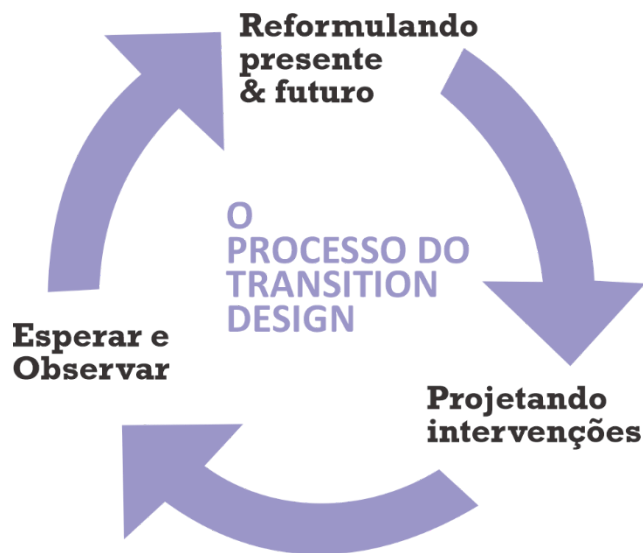 Reformulando
presente
& futuro
O
PROCESSO DO
TRANSITION
DESIGN
Esperar e
Observar
Projetando
intervenções